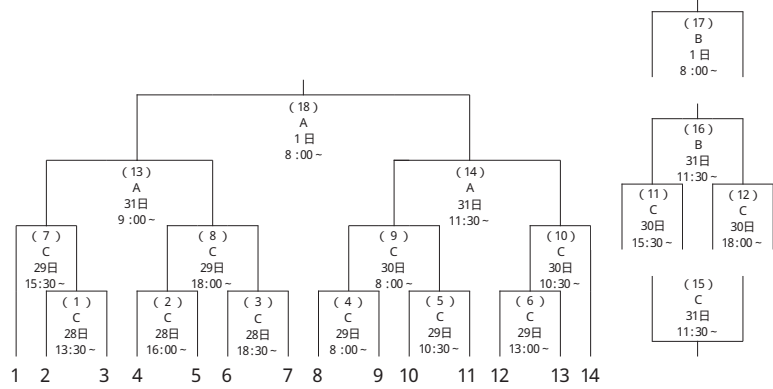 (17)
B
1日
8:00~
(18)
A
1日
8:00~
(16)
B
31日
11:30~
(13)
A
31日
9:00~
(14)
A
31日
11:30~
(11)
C
30日
15:30~
(12)
C
30日
18:00~
(7)
C
29日
15:30~
(8)
C
29日
18:00~
(9)
C
30日
8:00~
(10)
C
30日
10:30~
(15)
C
31日
11:30~
(1)
C
28日
13:30~
(2)
C
28日
16:00~
(3)
C
28日
18:30~
(4)
C
29日
8:00~
(5)
C
29日
10:30~
(6)
C
29日
13:00~
1 2 3 4 5 6 7 8 9 10 11 12 13 14